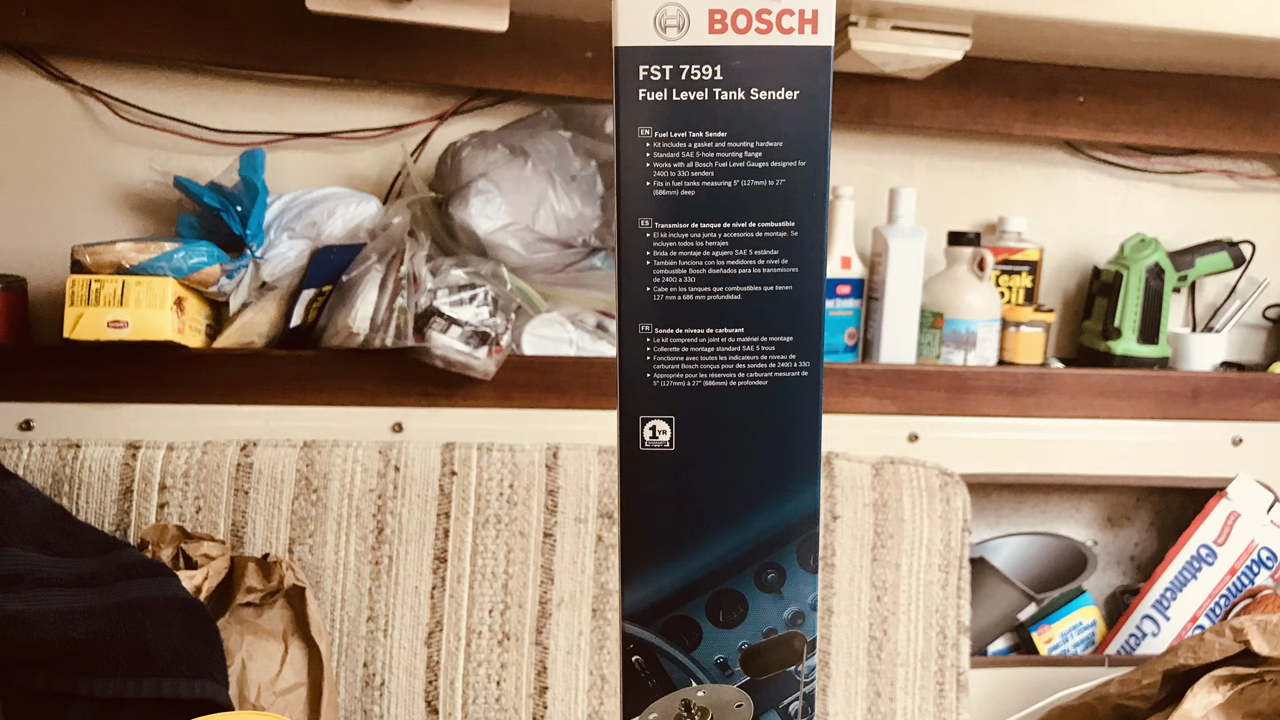 BOSCH
FST 7591
Fuel Level Tank Sender
EN Fuel Level Tank Sender
Kit includes a gasket and mounting hardware
Standard SAE 5-hole mounting flange
Works with all Bosch Fuel Level Gauges designed for
240Ω to 33Ω senders
Fits in fuel tanks measuring 5" (127mm) to 27"
(686mm) deep
ES Transmisor de tanque de nivel de combustible
El kit incluye una junta y accesorios de montaje. Se
incluyen todos los herrajes
Brida de montaje de agujero SAE 5 estándar
También funciona con los medidores de nivel de
combustible Bosch diseñados para los transmisores
de 240Ω a 33Ω
Cabe en los tanques que combustibles que tienen
127 mm a 686 mm profundidad.
FR Sonde de niveau de carburant
Le kit comprend un joint et du matériel de montage
Collerette de montage standard SAE 5 trous
Fonctionne avec toutes les indicateurs de niveau de
carburant Bosch conçus pour des sondes de 240Ω à 33Ω
Appropriée pour les réservoirs de carburant mesurant de
5" (127mm) à 27" (686mm) de profondeur
1 YR
WARRANTY
Teak
Oil
Oatmeal Creme
Oatmeal